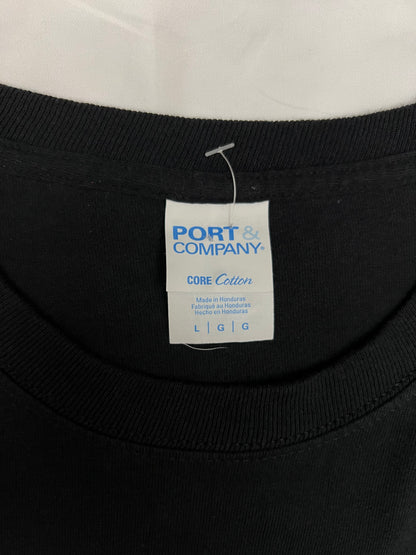 PORT &
COMPANY®
CORE Cotton
Made in Honduras
Fabriqué au Honduras
Hecho en Honduras
L | G | G